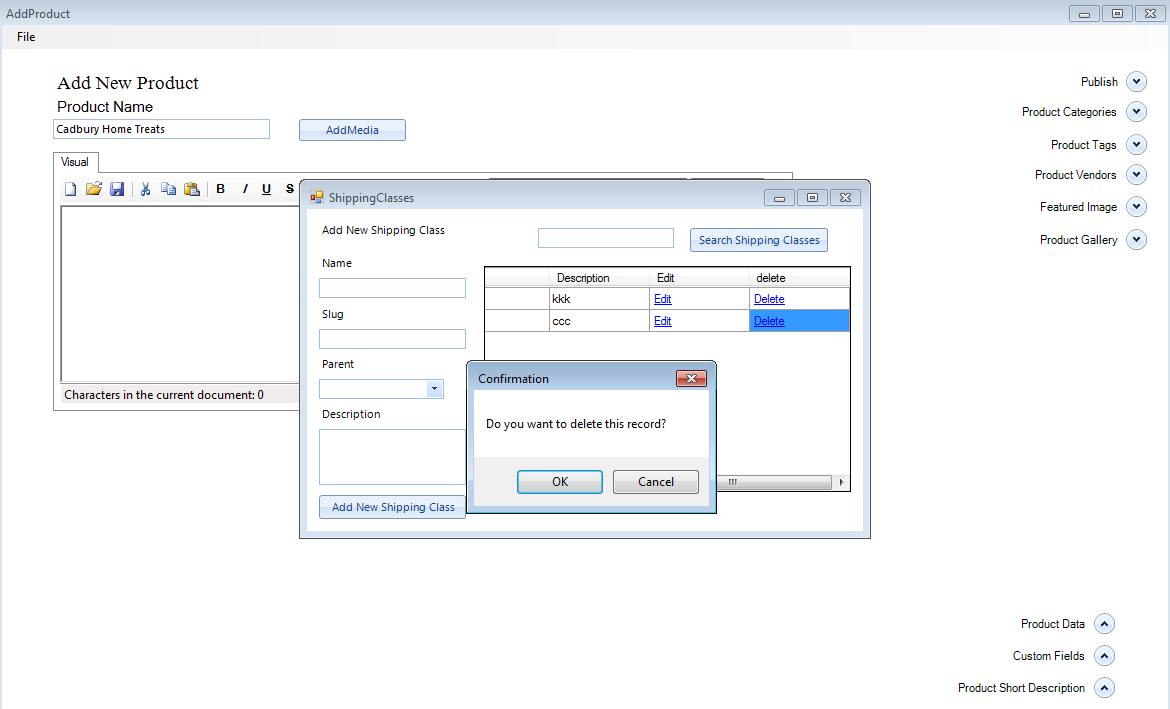 AddProduct
File
Add New Product
Product Name
Cadbury Home Treats
AddMedia
Visual
B I U S
Characters in the current document: 0
Publish
Product Categories
Product Tags
Product Vendors
Featured Image
Product Gallery
ShippingClasses
Add New Shipping Class
Search Shipping Classes
Name
Slug
Parent
Description
Add New Shipping Class
Description Edit delete
kkk Edit Delete
ccc Edit Delete
Confirmation
Do you want to delete this record?
OK Cancel
Product Data
Custom Fields
Product Short Description